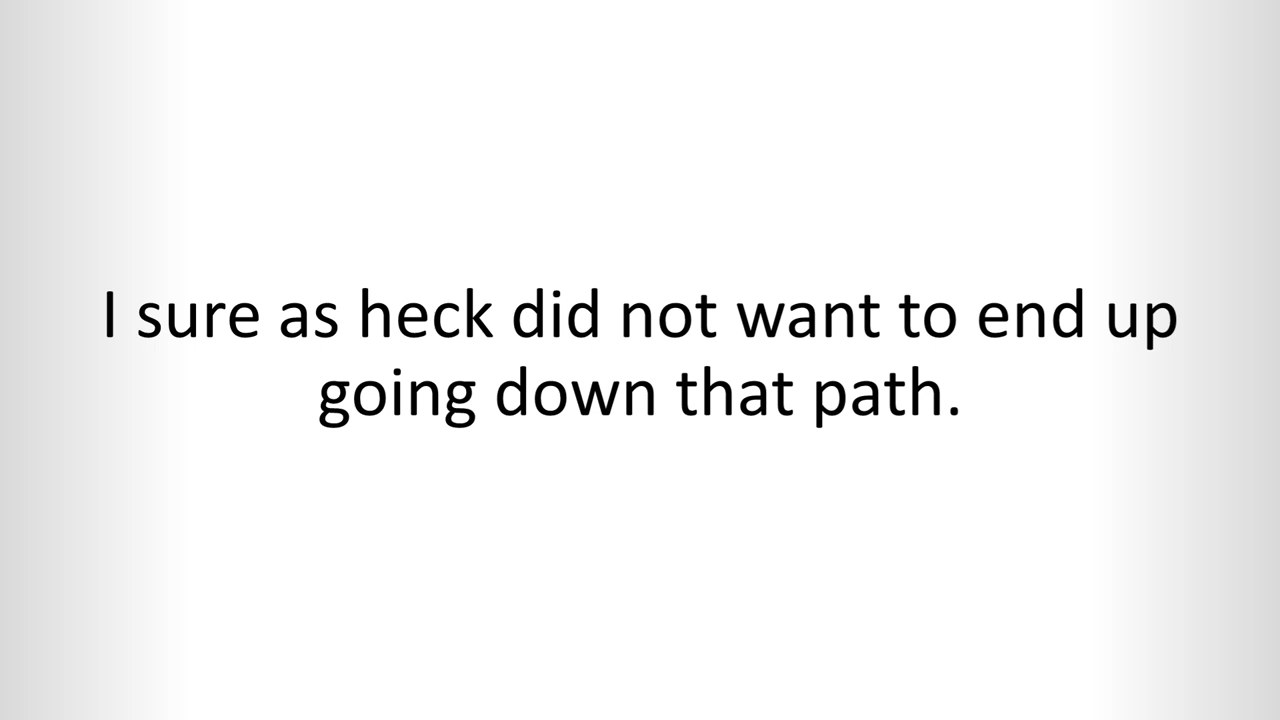 I sure as heck did not want to end up
going down that path.